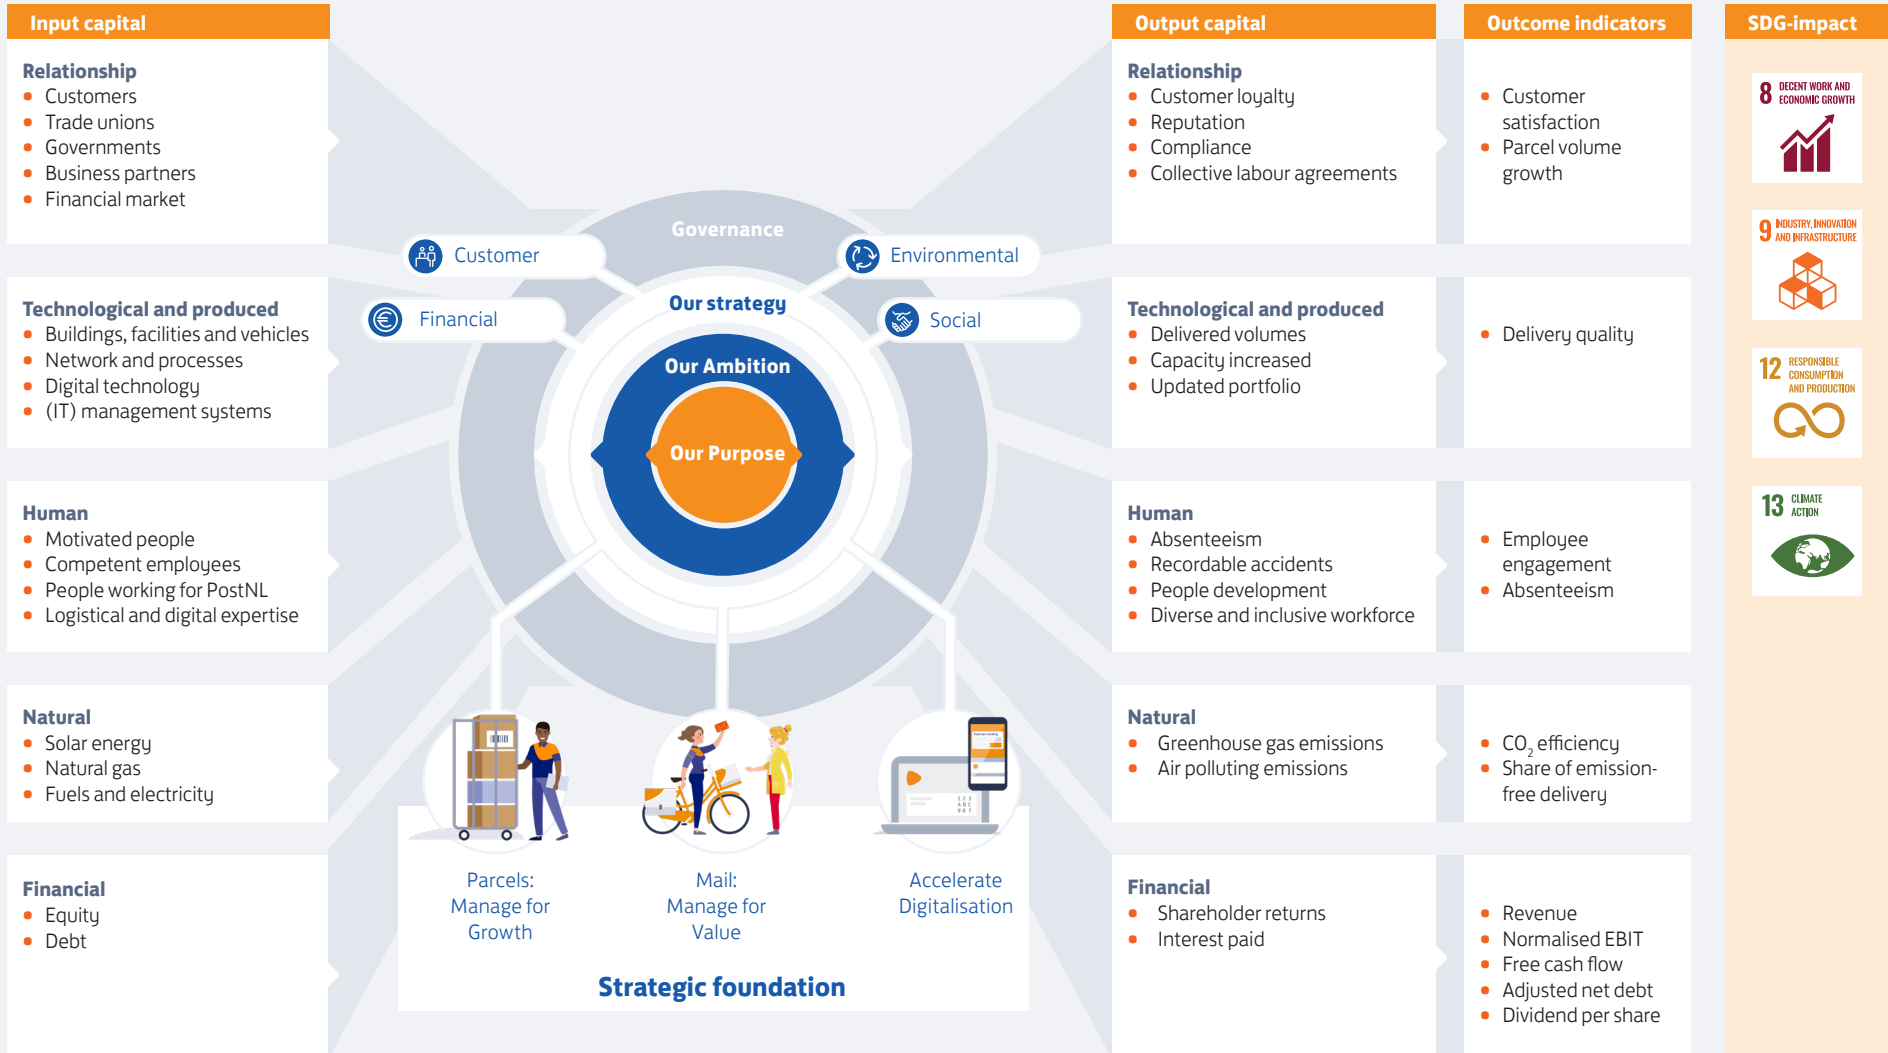 Input capital
Relationship
Customers
Trade unions
Governments
Business partners
Financial market
Technological and produced
Buildings, facilities and vehicles
Network and processes
Digital technology
(IT) management systems
Human
Motivated people
Competent employees
People working for PostNL
Logistical and digital expertise
Natural
Solar energy
Natural gas
Fuels and electricity
Financial
Equity
Debt
Governance
Customer
Environmental
Our strategy
Financial
Social
Our Ambition
Our Purpose
Parcels:
Manage for
Growth
Mail:
Manage for
Value
Accelerate
Digitalisation
Strategic foundation
1 2 3
A B C
9 8 7
Output capital
Relationship
Customer loyalty
Reputation
Compliance
Collective labour agreements
Technological and produced
Delivered volumes
Capacity increased
Updated portfolio
Human
Absenteeism
Recordable accidents
People development
Diverse and inclusive workforce
Natural
Greenhouse gas emissions
Air polluting emissions
Financial
Shareholder returns
Interest paid
Outcome indicators
Customer
satisfaction
Parcel volume
growth
Delivery quality
Employee
engagement
Absenteeism
CO₂ efficiency
Share of emission-
free delivery
Revenue
Normalised EBIT
Free cash flow
Adjusted net debt
Dividend per share
SDG-impact
8 DECENT WORK AND
ECONOMIC GROWTH
9 INDUSTRY, INNOVATION
AND INFRASTRUCTURE
12 RESPONSIBLE
CONSUMPTION
AND PRODUCTION
13 CLIMATE
ACTION